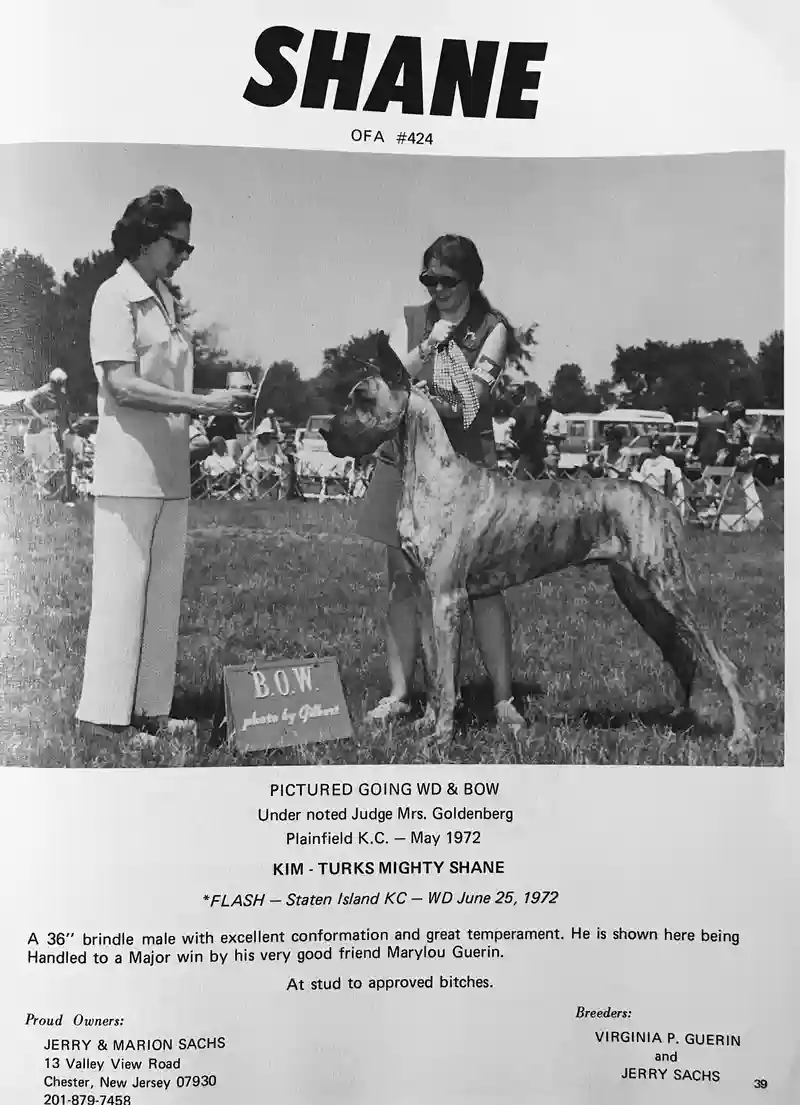 SHANE
OFA #424
B.O.W.
photo by Gilbert
PICTURED GOING WD & BOW
Under noted Judge Mrs. Goldenberg
Plainfield K.C. — May 1972
KIM - TURKS MIGHTY SHANE
*FLASH — Staten Island KC — WD June 25, 1972
A 36" brindle male with excellent conformation and great temperament. He is shown here being
Handled to a Major win by his very good friend Marylou Guerin.
At stud to approved bitches.
Proud Owners:
JERRY & MARION SACHS
13 Valley View Road
Chester, New Jersey 07930
201-879-7458
Breeders:
VIRGINIA P. GUERIN
and
JERRY SACHS
39